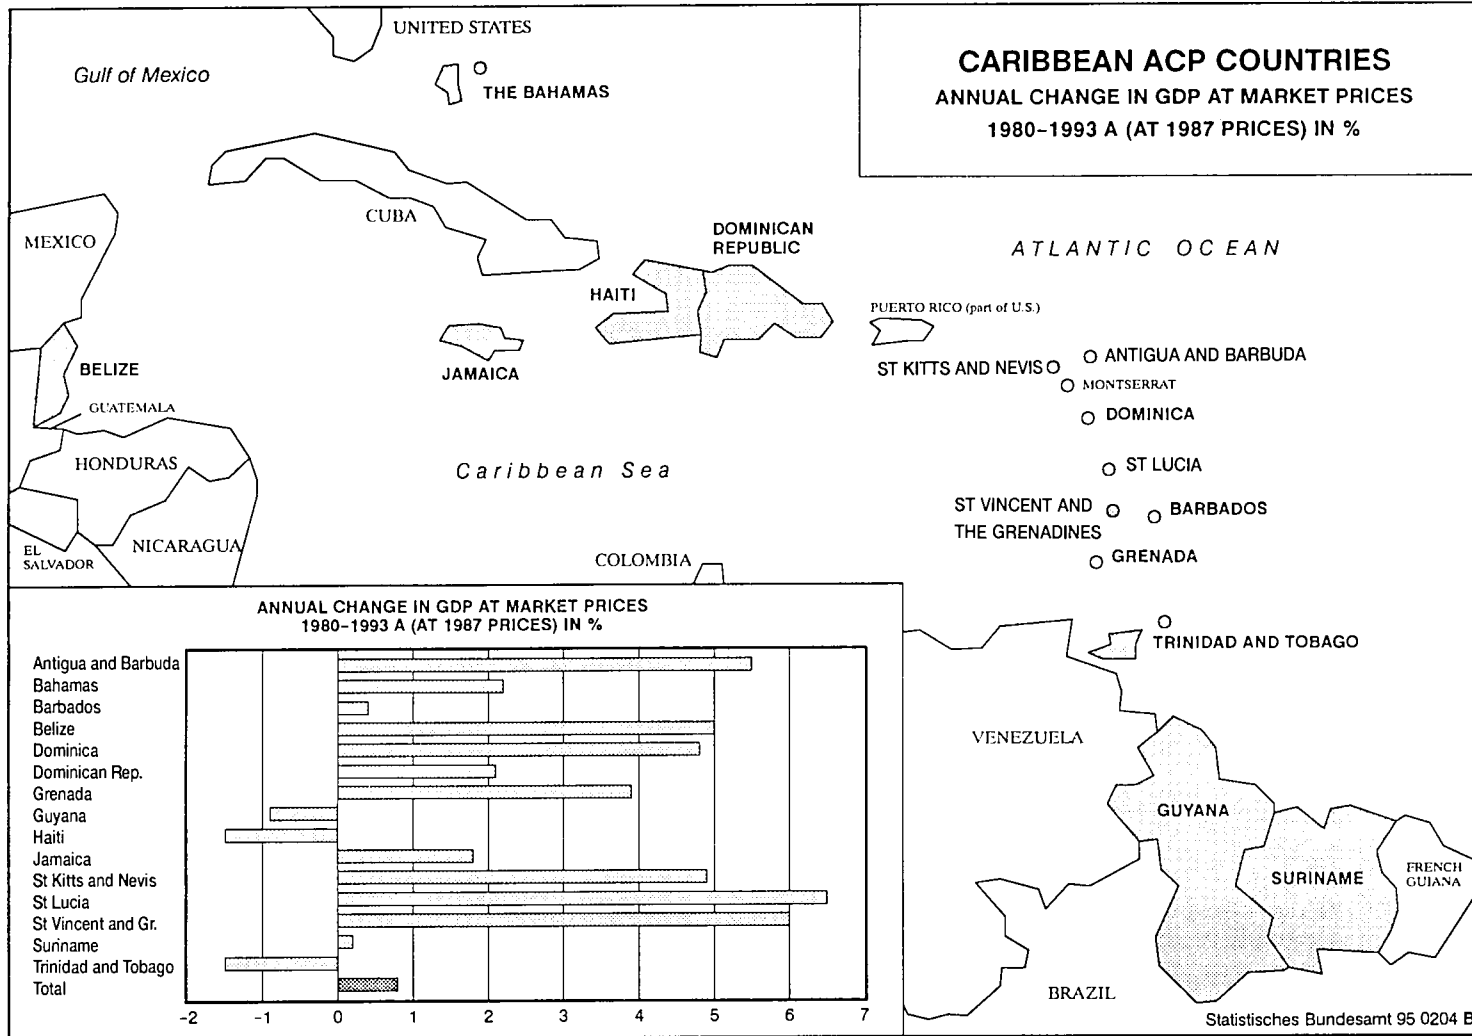 UNITED STATES
Gulf of Mexico
THE BAHAMAS
CARIBBEAN ACP COUNTRIES
ANNUAL CHANGE IN GDP AT MARKET PRICES
1980–1993 A (AT 1987 PRICES) IN %
CUBA
MEXICO
DOMINICAN
REPUBLIC
ATLANTIC OCEAN
HAITI
PUERTO RICO (part of U.S.)
JAMAICA
BELIZE
GUATEMALA
ST KITTS AND NEVIS
ANTIGUA AND BARBUDA
MONTSERRAT
DOMINICA
HONDURAS
Caribbean Sea
ST LUCIA
ST VINCENT AND
THE GRENADINES
BARBADOS
GRENADA
EL
SALVADOR
NICARAGUA
COLOMBIA
TRINIDAD AND TOBAGO
VENEZUELA
GUYANA
SURINAME
FRENCH
GUIANA
BRAZIL
ANNUAL CHANGE IN GDP AT MARKET PRICES
1980–1993 A (AT 1987 PRICES) IN %
Antigua and Barbuda
Bahamas
Barbados
Belize
Dominica
Dominican Rep.
Grenada
Guyana
Haiti
Jamaica
St Kitts and Nevis
St Lucia
St Vincent and Gr.
Suriname
Trinidad and Tobago
Total
−2 −1 0 1 2 3 4 5 6 7
Statistisches Bundesamt 95 0204 B